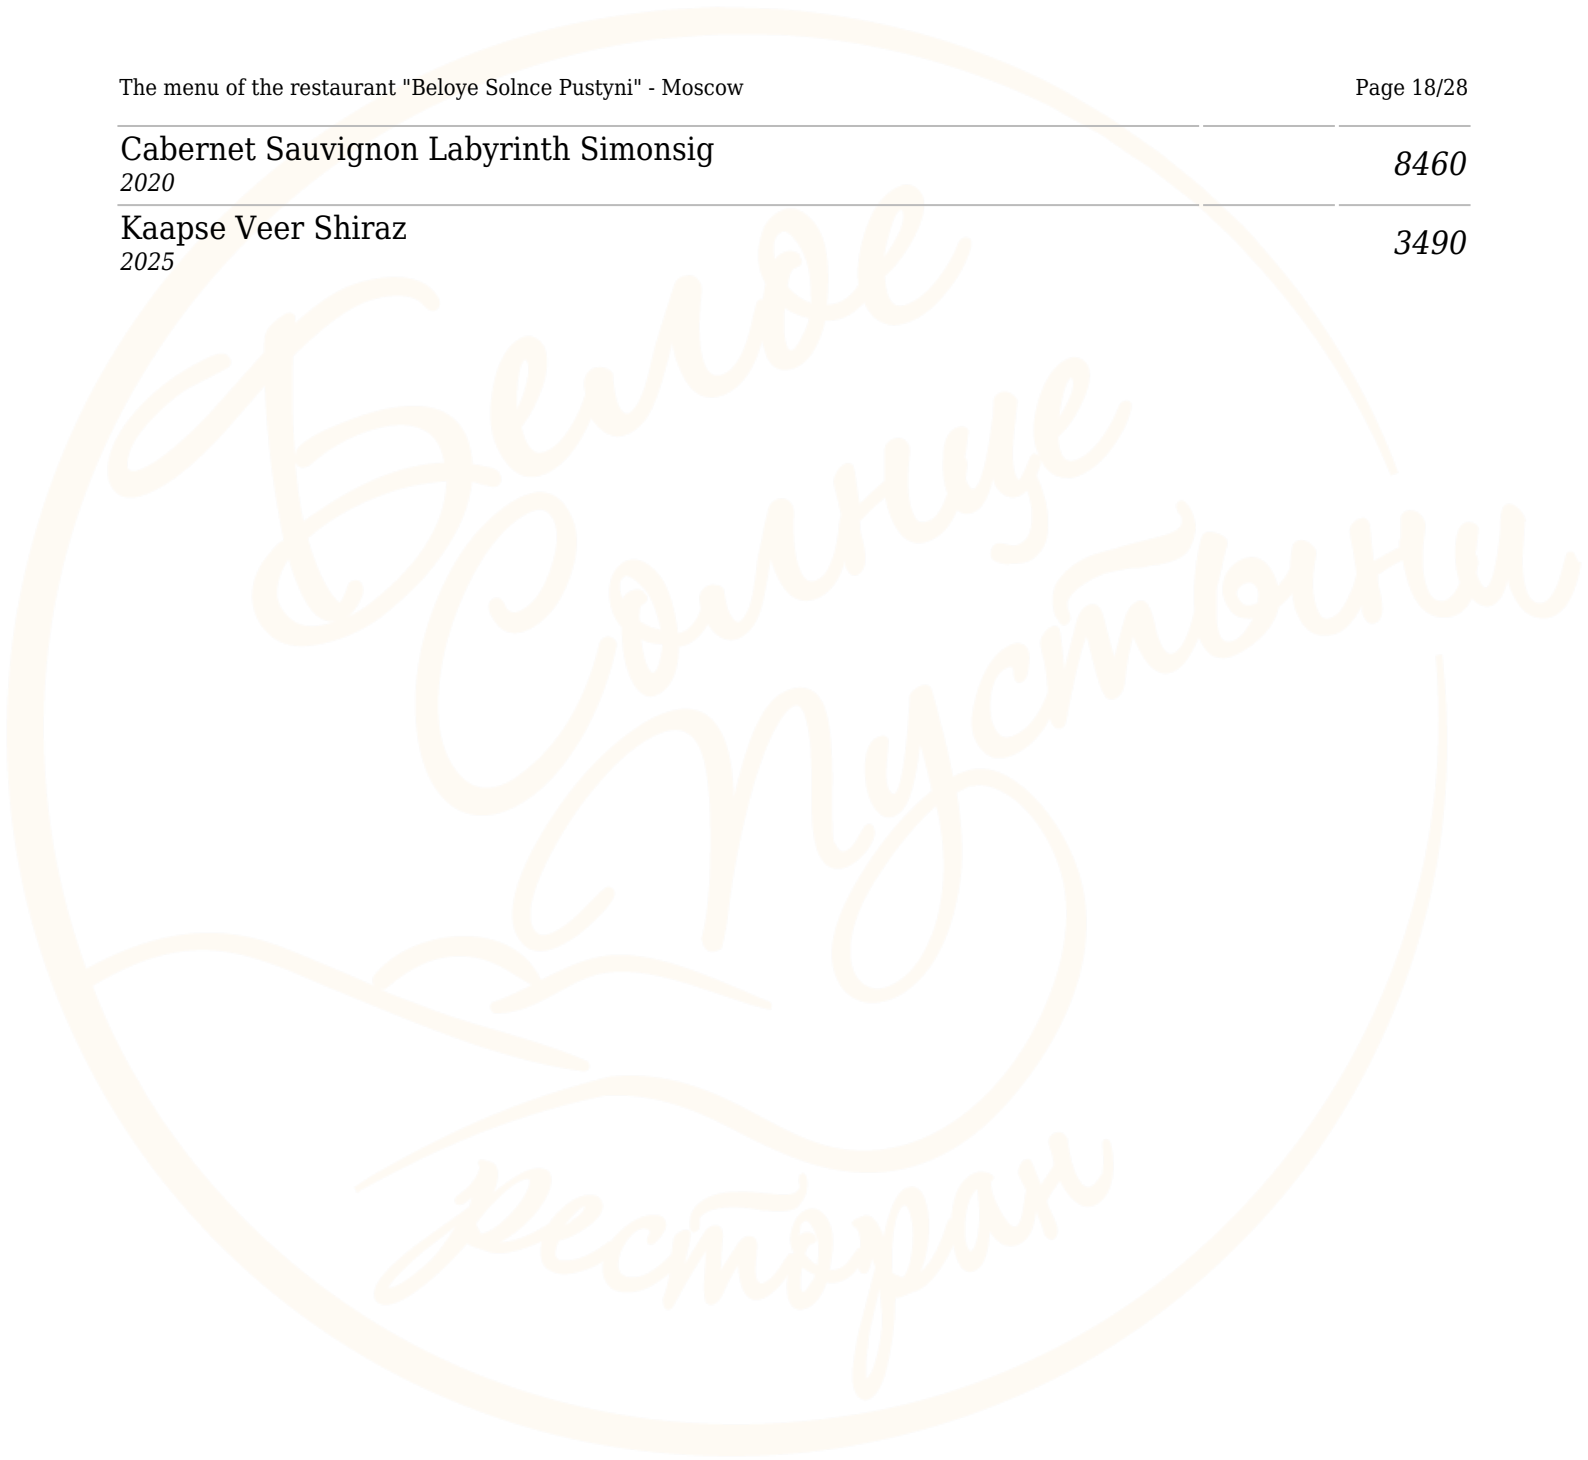 The menu of the restaurant "Beloye Solnce Pustyni" - Moscow Page 18/28
Cabernet Sauvignon Labyrinth Simonsig
2020
8460
Kaapse Veer Shiraz
2025
3490
Белое
Солнце
Пустыни
ресторан